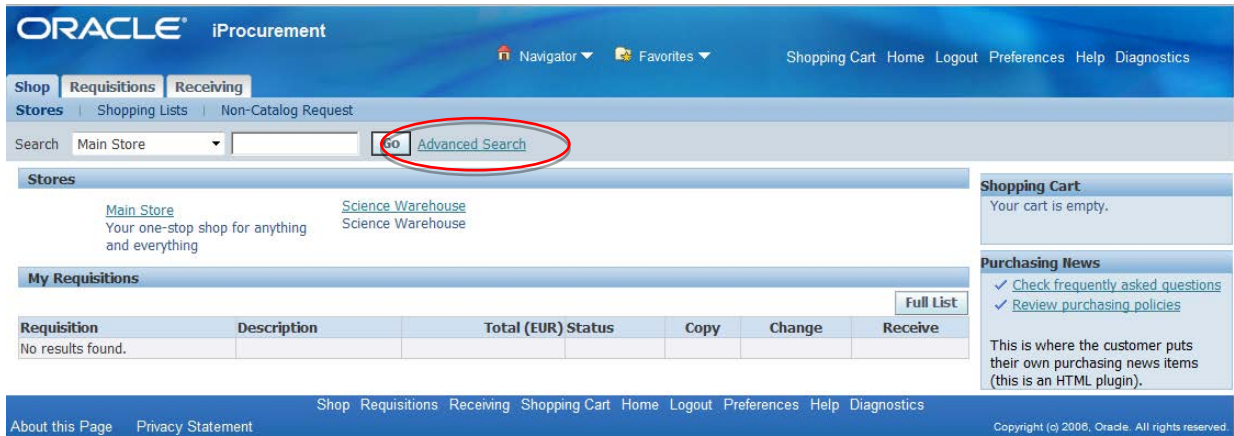 ORACLE® iProcurement
Navigator Favorites Shopping Cart Home Logout Preferences Help Diagnostics
Shop Requisitions Receiving
Stores | Shopping Lists | Non-Catalog Request
Search Main Store Go Advanced Search
Stores
Main Store
Your one-stop shop for anything
and everything
Science Warehouse
Science Warehouse
Shopping Cart
Your cart is empty.
My Requisitions
Full List
Requisition Description Total (EUR) Status Copy Change Receive
No results found.
Purchasing News
Check frequently asked questions
Review purchasing policies
This is where the customer puts
their own purchasing news items
(this is an HTML plugin).
Shop Requisitions Receiving Shopping Cart Home Logout Preferences Help Diagnostics
About this Page Privacy Statement Copyright (c) 2006, Oracle. All rights reserved.